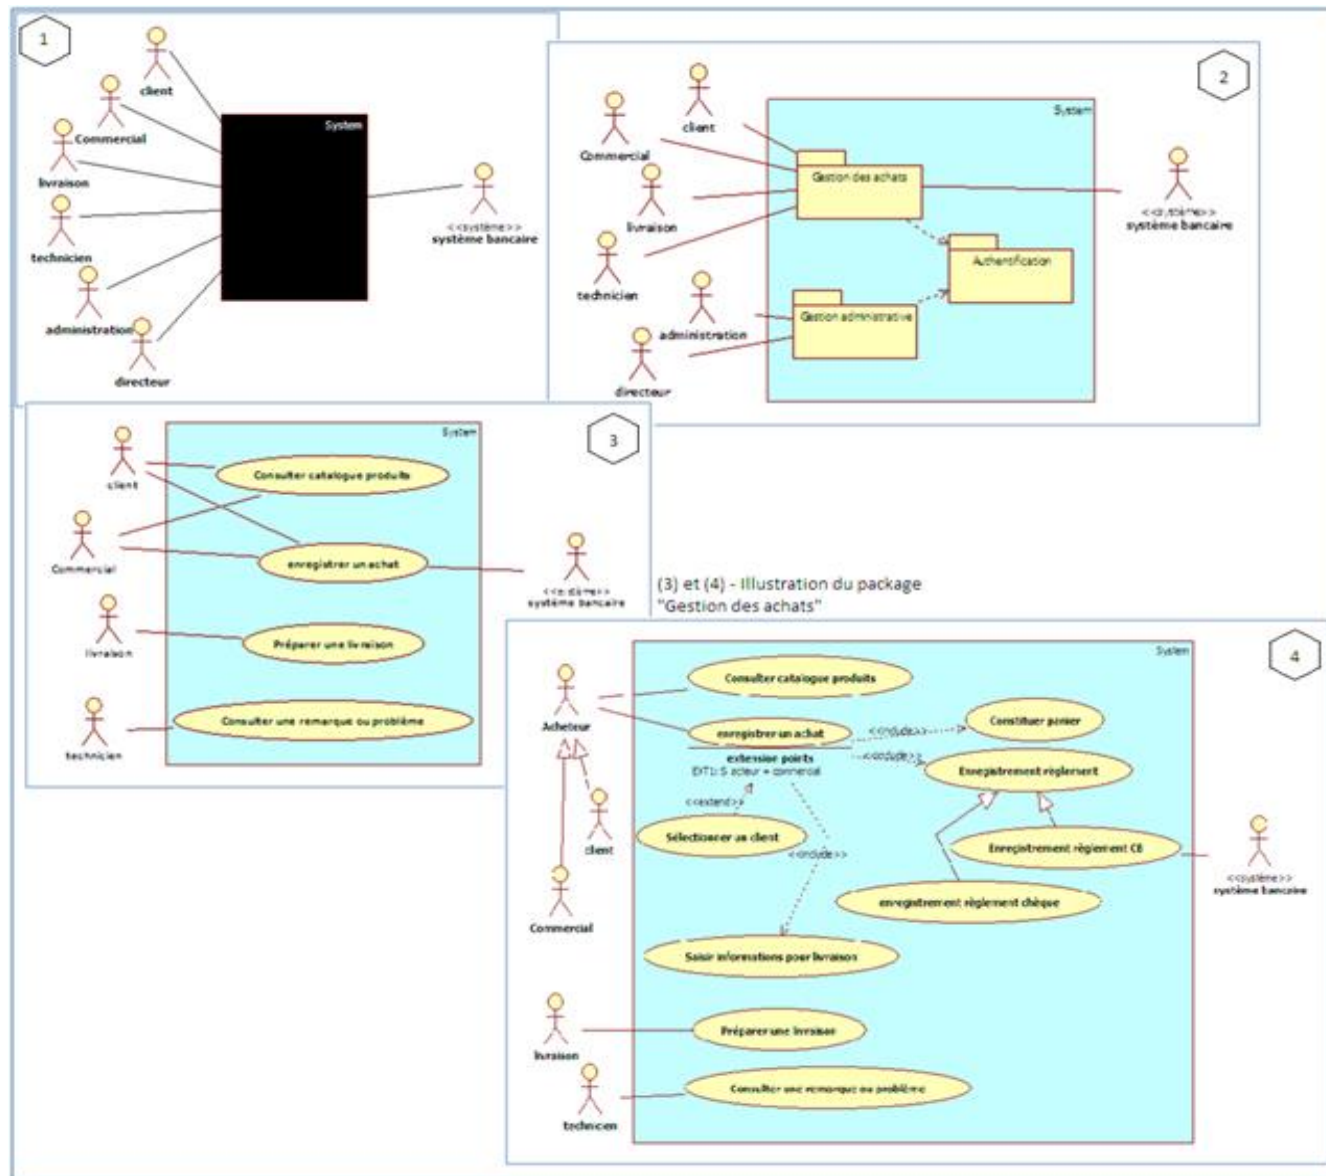 1
System
client
Commercial
livraison
technicien
administration
directeur
<<système>>
système bancaire
2
System
client
Commercial
livraison
technicien
administration
directeur
Gestion des achats
Authentification
Gestion administrative
<<système>>
système bancaire
3
System
client
Commercial
livraison
technicien
Consulter catalogue produits
enregistrer un achat
Préparer une livraison
Consulter une remarque ou problème
<<système>>
système bancaire
(3) et (4) - Illustration du package
"Gestion des achats"
4
System
Acheteur
client
Commercial
livraison
technicien
Consulter catalogue produits
enregistrer un achat
extension points
EXT1: S acteur = commercial
<<include>>
Constituer panier
<<include>>
Enregistrement règlement
<<extend>>
Sélectionner un client
<<include>>
Enregistrement règlement CB
enregistrement règlement chèque
Saisir informations pour livraison
Préparer une livraison
Consulter une remarque ou problème
<<système>>
système bancaire